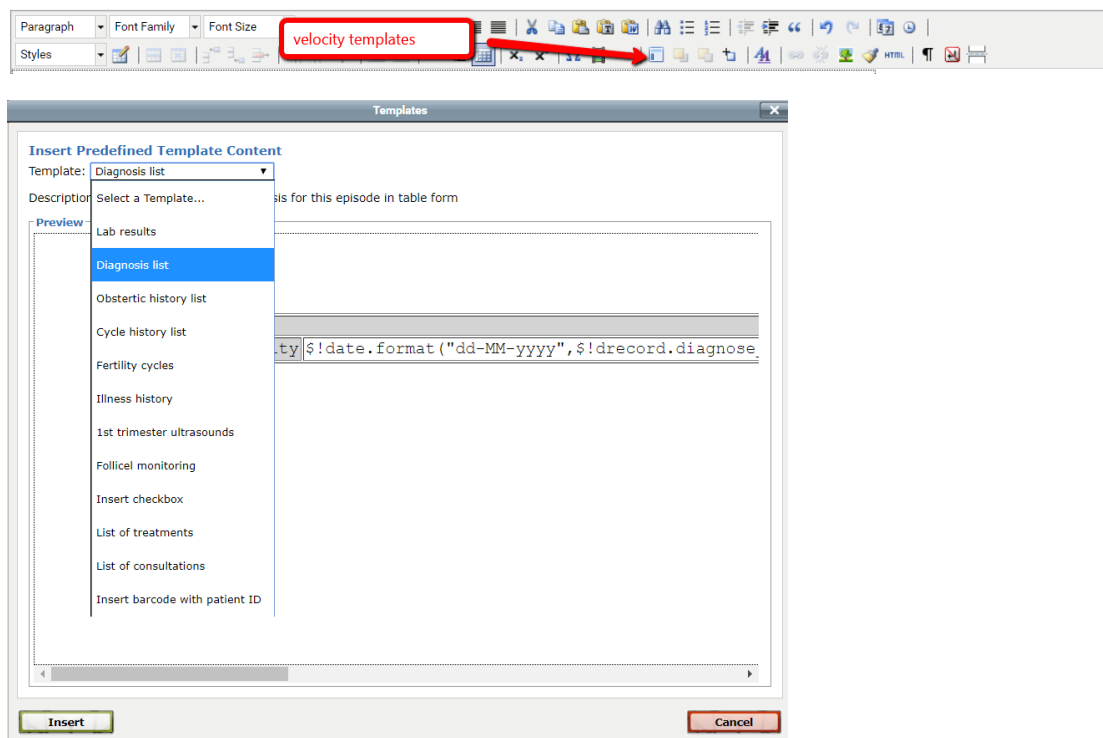 Paragraph Font Family Font Size
velocity templates
Styles HTML
Templates
Insert Predefined Template Content
Template: Diagnosis list
Description sis for this episode in table form
Select a Template...
Preview
Lab results
Diagnosis list
Obstertic history list
Cycle history list
ty $!date.format("dd-MM-yyyy",$!drecord.diagnose_
Fertility cycles
Illness history
1st trimester ultrasounds
Follicel monitoring
Insert checkbox
List of treatments
List of consultations
Insert barcode with patient ID
Insert Cancel